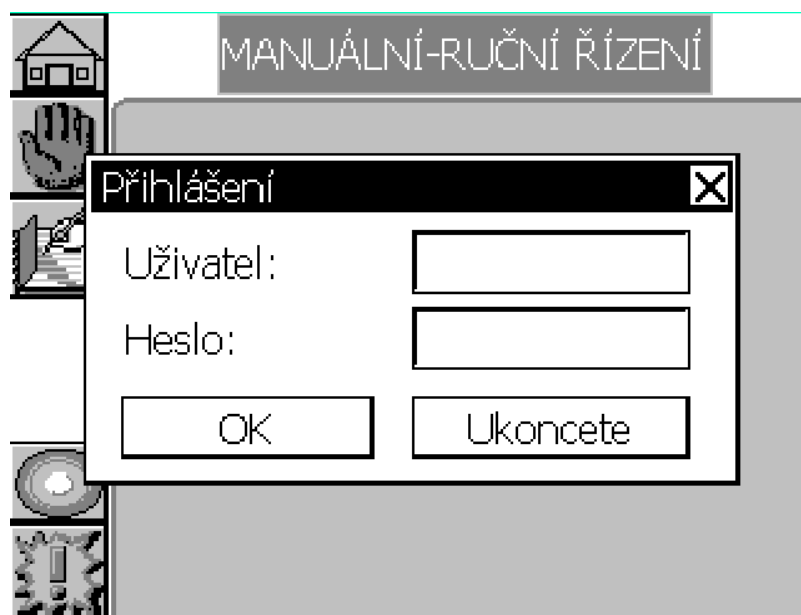 MANUÁLNÍ-RUČNÍ ŘÍZENÍ
Přihlášení
Uživatel:
Heslo:
OK
Ukoncete